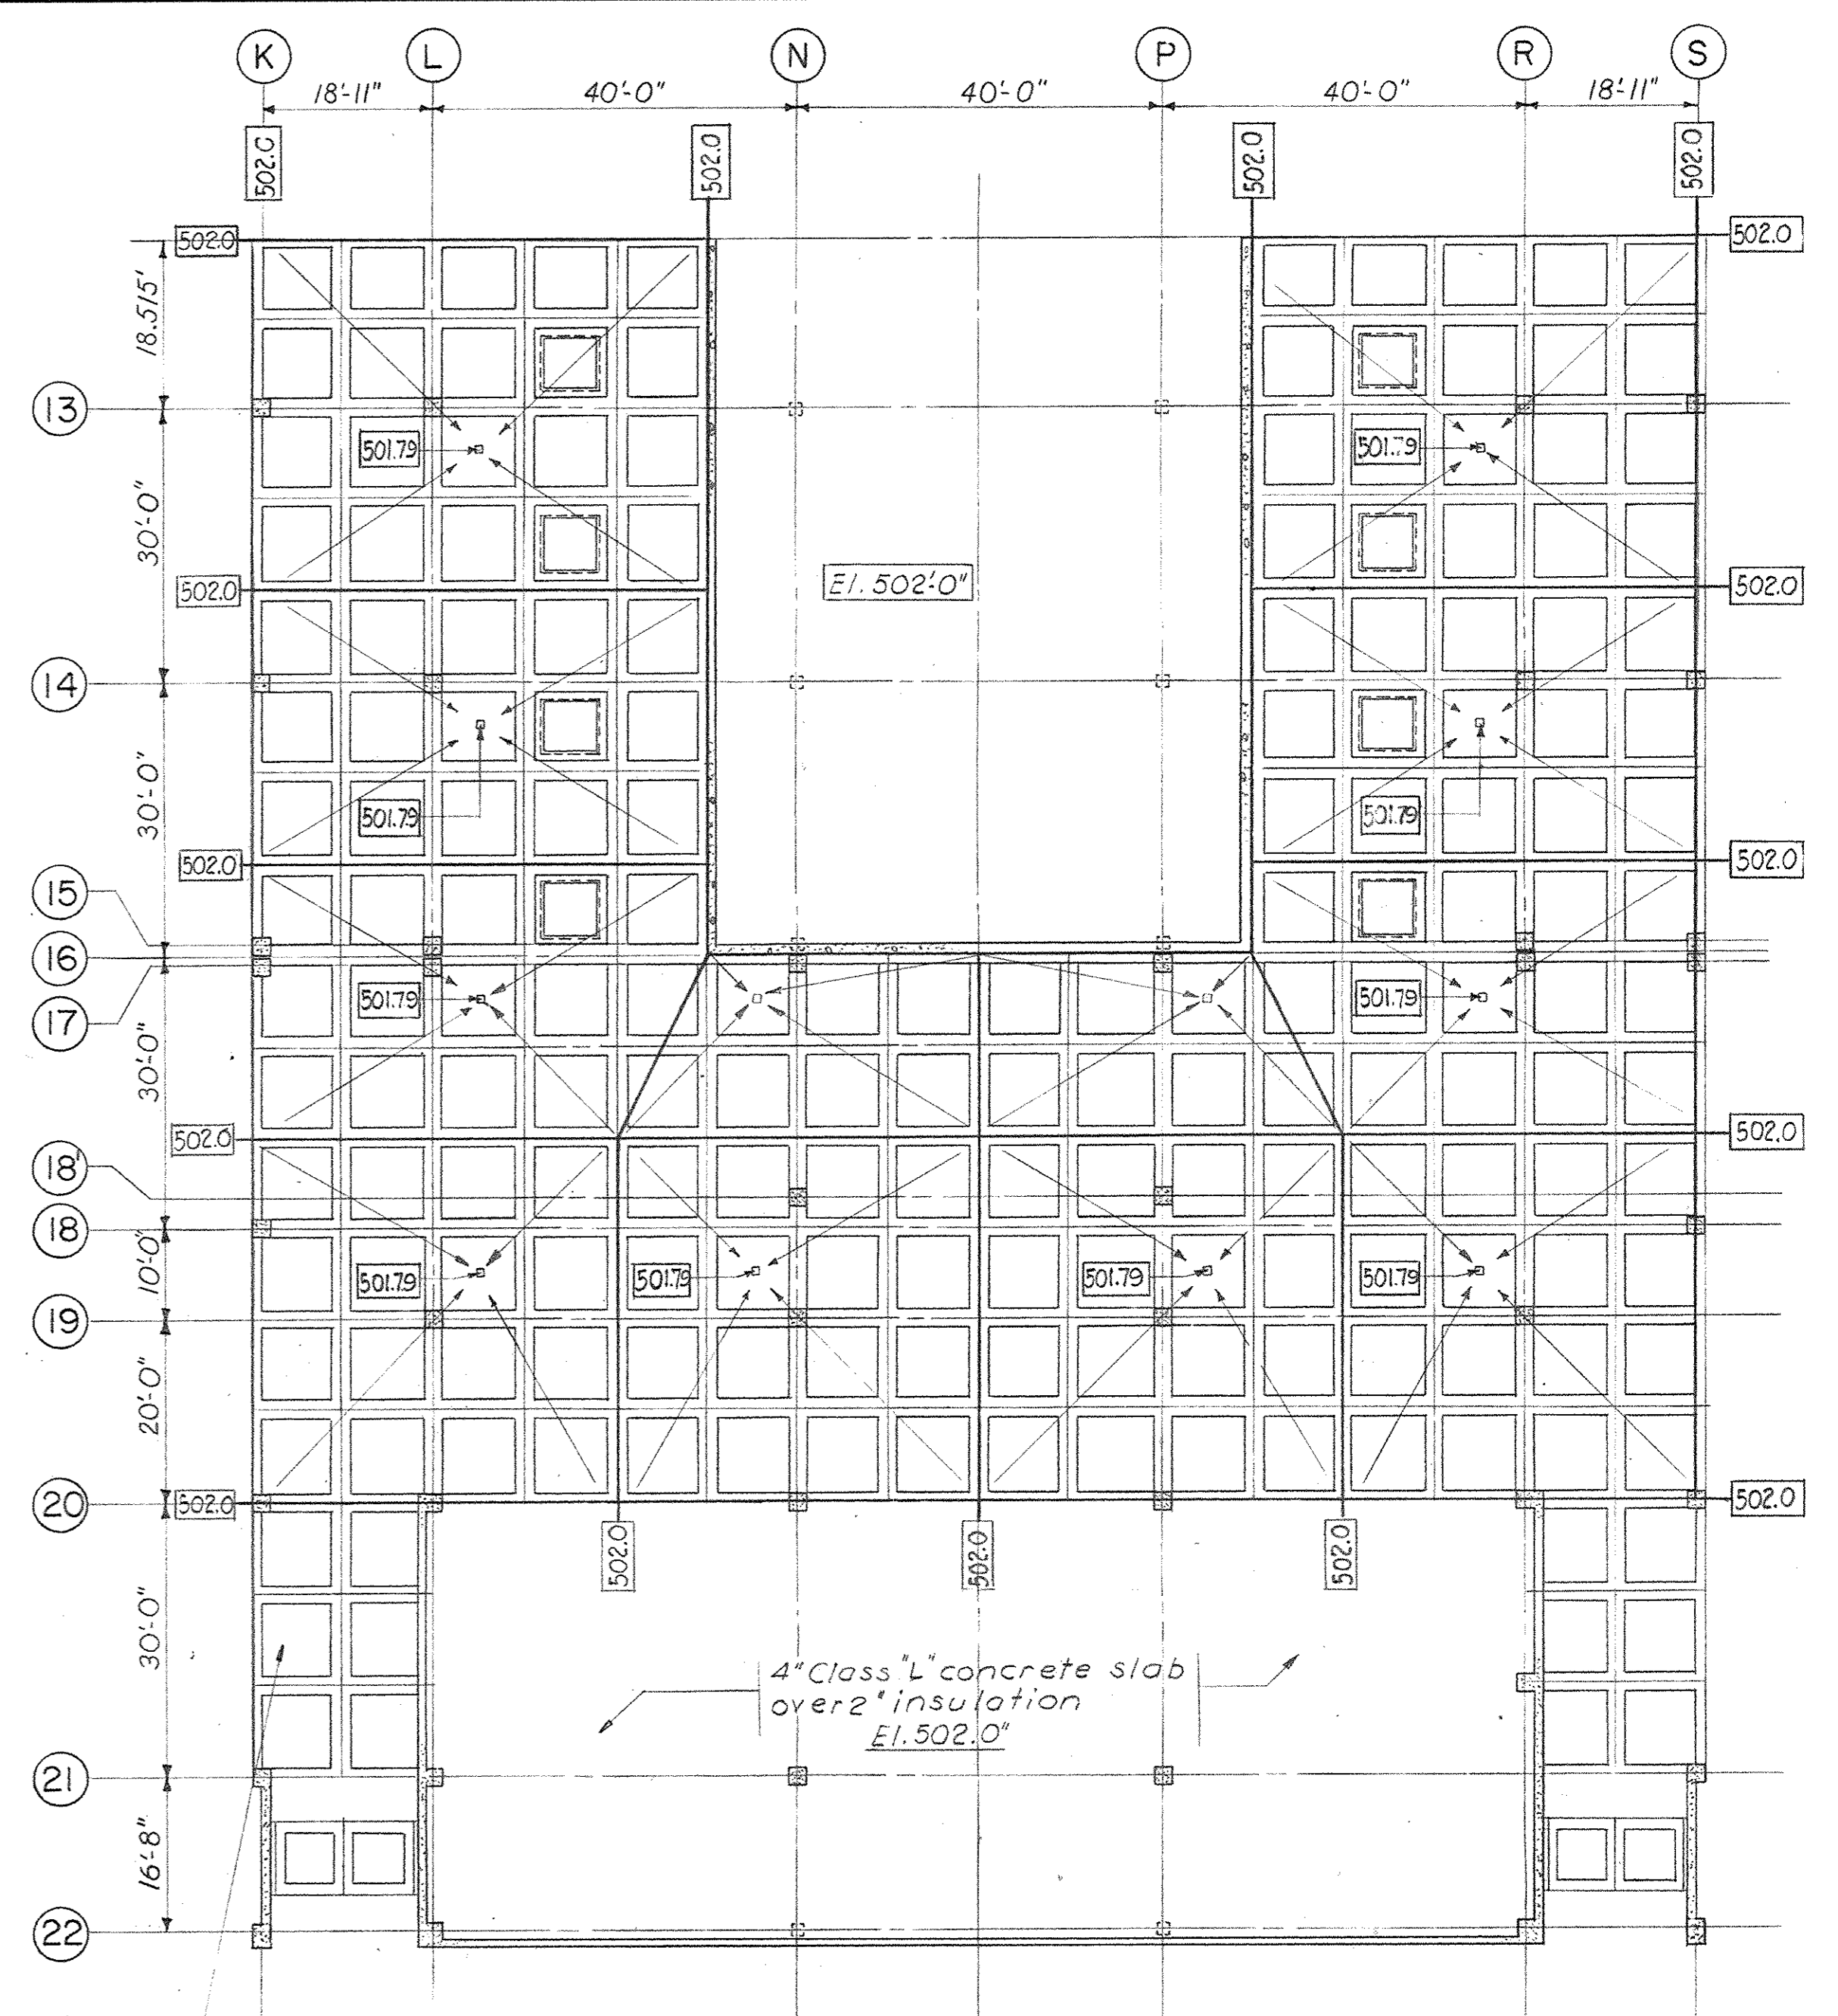 K L N P R S
18'-11" 40'-0" 40'-0" 40'-0" 18'-11"
502.0 502.0 502.0 502.0
502.0 502.0
18.515'
13
501.79 501.79
30'-0"
El. 502'-0"
502.0 502.0
14
30'-0"
501.79 501.79
502.0 502.0
15
16
501.79 501.79
17
30'-0"
502.0 502.0
18'
18
10'-0"
501.79 501.79 501.79 501.79
19
20'-0"
20 502.0 502.0
502.0 502.0 502.0
30'-0"
4" Class "L" concrete slab
over 2" insulation
El. 502.0"
21
16'-8"
22